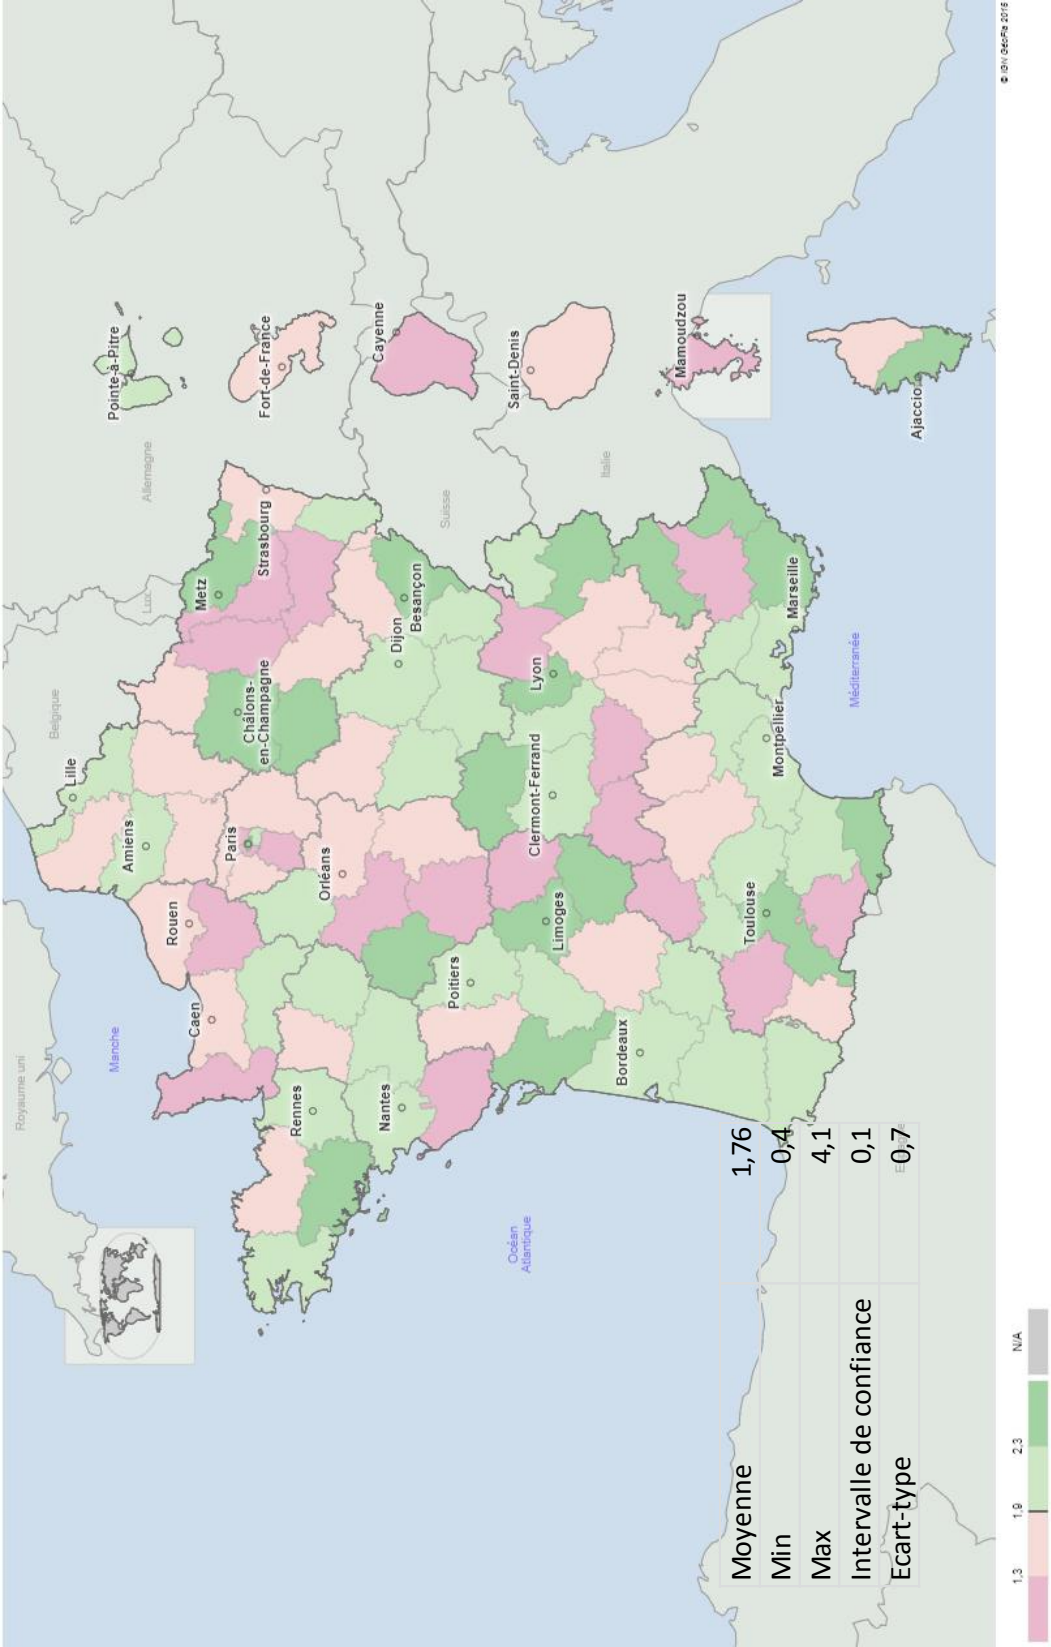 Royaume uni
Manche
Belgique
Lille
Lux.
Allemagne
Amiens
Rouen
Caen
Metz
Paris
Châlons-
en-Champagne
Strasbourg
Rennes
Orléans
Nantes
Dijon
Besançon
Suisse
Poitiers
Océan
Atlantique
Limoges
Clermont-Ferrand
Lyon
Italie
Bordeaux
Toulouse
Montpellier
Marseille
Méditerranée
Pointe-à-Pitre
Fort-de-France
Cayenne
Saint-Denis
Mamoudzou
Ajaccio
Moyenne 1,76
Min 0,4
Max 4,1
Intervalle de confiance 0,1
Ecart-type 0,7
1,3 1,9 2,3 N/A
© IGN GéoFla 2015